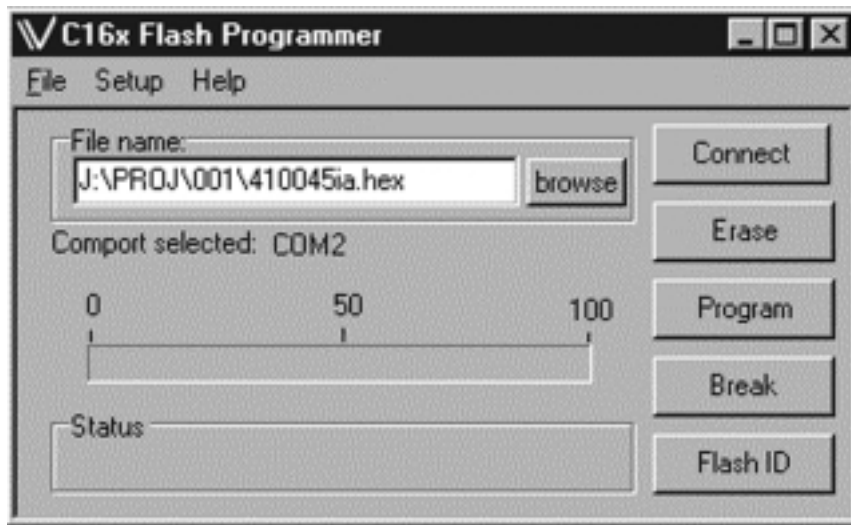 C16x Flash Programmer
File Setup Help
File name:
J:\PROJ\001\410045ia.hex browse
Comport selected: COM2
0 50 100
Status
Connect
Erase
Program
Break
Flash ID